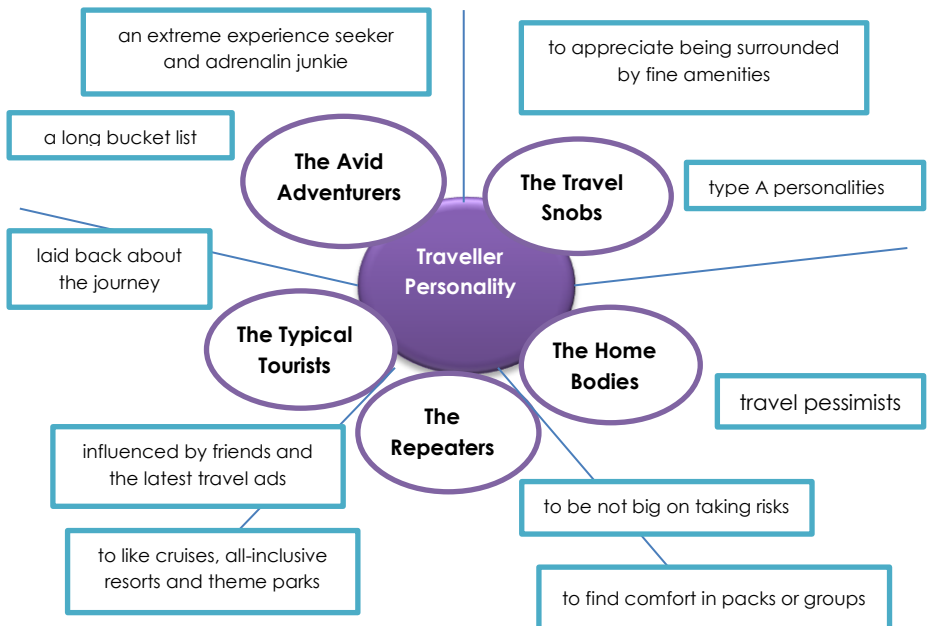 an extreme experience seeker
and adrenalin junkie
to appreciate being surrounded
by fine amenities
a long bucket list
The Avid
Adventurers
The Travel
Snobs
type A personalities
laid back about
the journey
Traveller
Personality
The Typical
Tourists
The Home
Bodies
The
Repeaters
travel pessimists
influenced by friends and
the latest travel ads
to be not big on taking risks
to like cruises, all-inclusive
resorts and theme parks
to find comfort in packs or groups